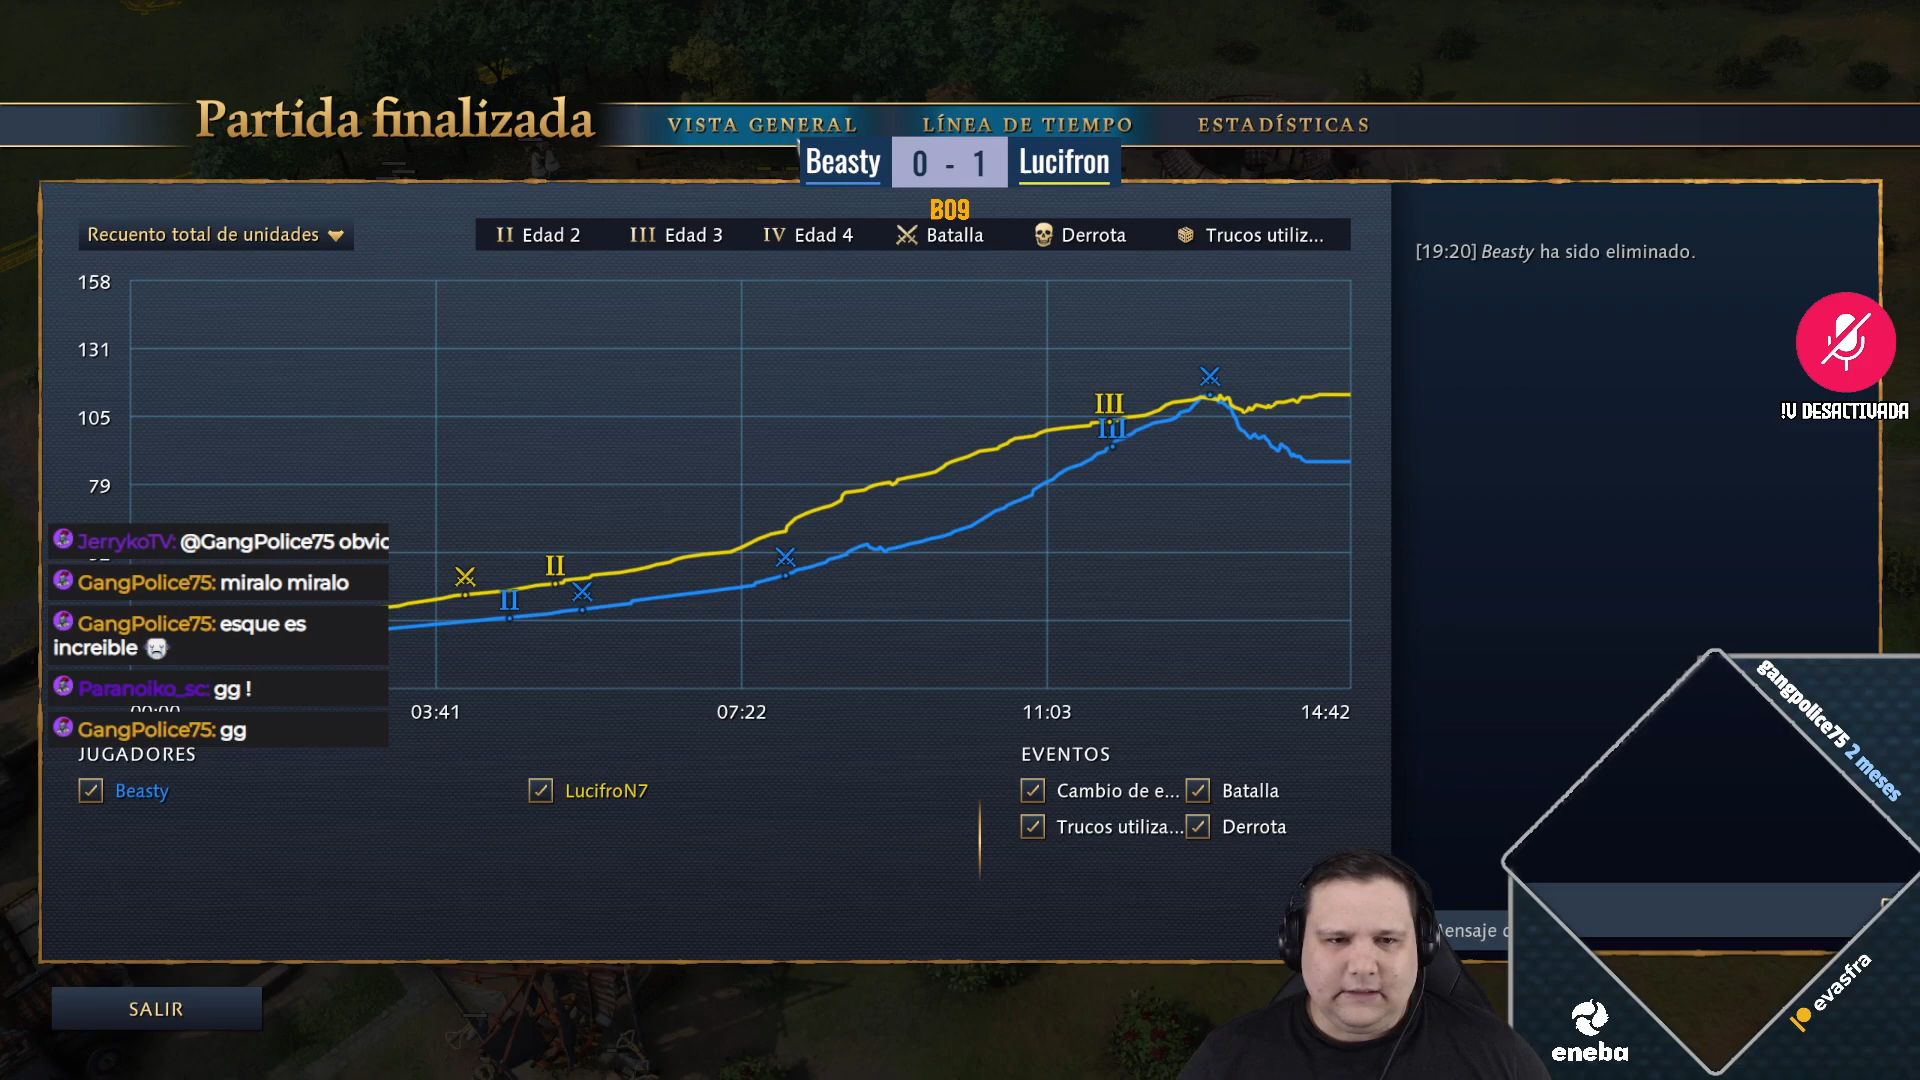 Partida finalizada
VISTA GENERAL
LÍNEA DE TIEMPO
ESTADÍSTICAS
Beasty 0 - 1 Lucifron
BO9
Recuento total de unidades
II Edad 2
III Edad 3
IV Edad 4
Batalla
Derrota
Trucos utiliz...
[19:20] Beasty ha sido eliminado.
158
131
105
79
III
III
II
II
!V DESACTIVADA
JerrykoTV: @GangPolice75 obvio
GangPolice75: miralo miralo
GangPolice75: esque es
increible
Paranoiko_sc: gg !
GangPolice75: gg
03:41
07:22
11:03
14:42
JUGADORES
Beasty
LucifroN7
EVENTOS
Cambio de e...
Batalla
Trucos utiliza...
Derrota
gangpolice75 2 meses
evasfra
eneba
SALIR